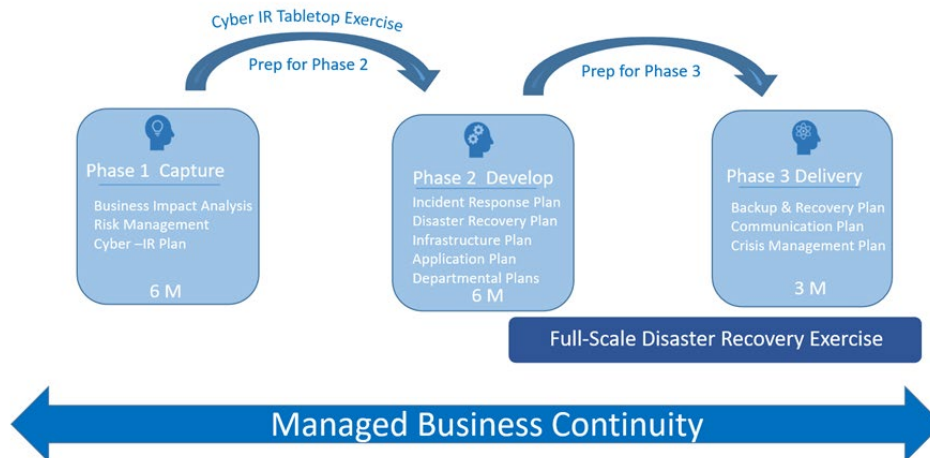 Cyber IR Tabletop Exercise
Prep for Phase 2
Prep for Phase 3
Phase 1 Capture
Business Impact Analysis
Risk Management
Cyber –IR Plan
6 M
Phase 2 Develop
Incident Response Plan
Disaster Recovery Plan
Infrastructure Plan
Application Plan
Departmental Plans
6 M
Phase 3 Delivery
Backup & Recovery Plan
Communication Plan
Crisis Management Plan
3 M
Full-Scale Disaster Recovery Exercise
Managed Business Continuity